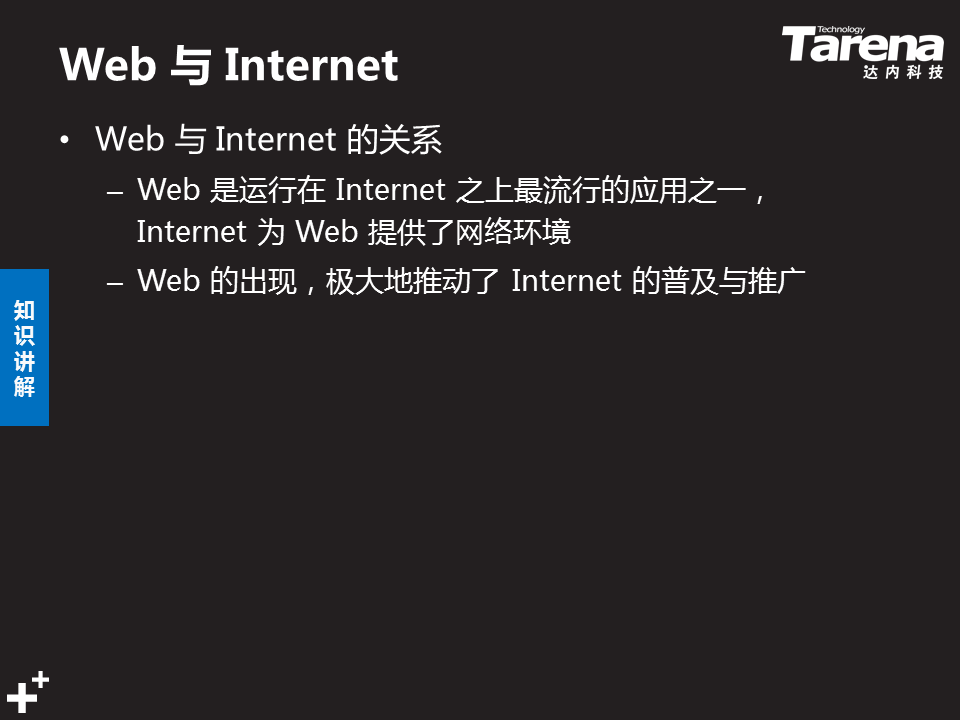 Web 与 Internet
Technology
Tarena
达内科技
• Web 与 Internet 的关系
– Web 是运行在 Internet 之上最流行的应用之一，
Internet 为 Web 提供了网络环境
– Web 的出现，极大地推动了 Internet 的普及与推广
知
识
讲
解